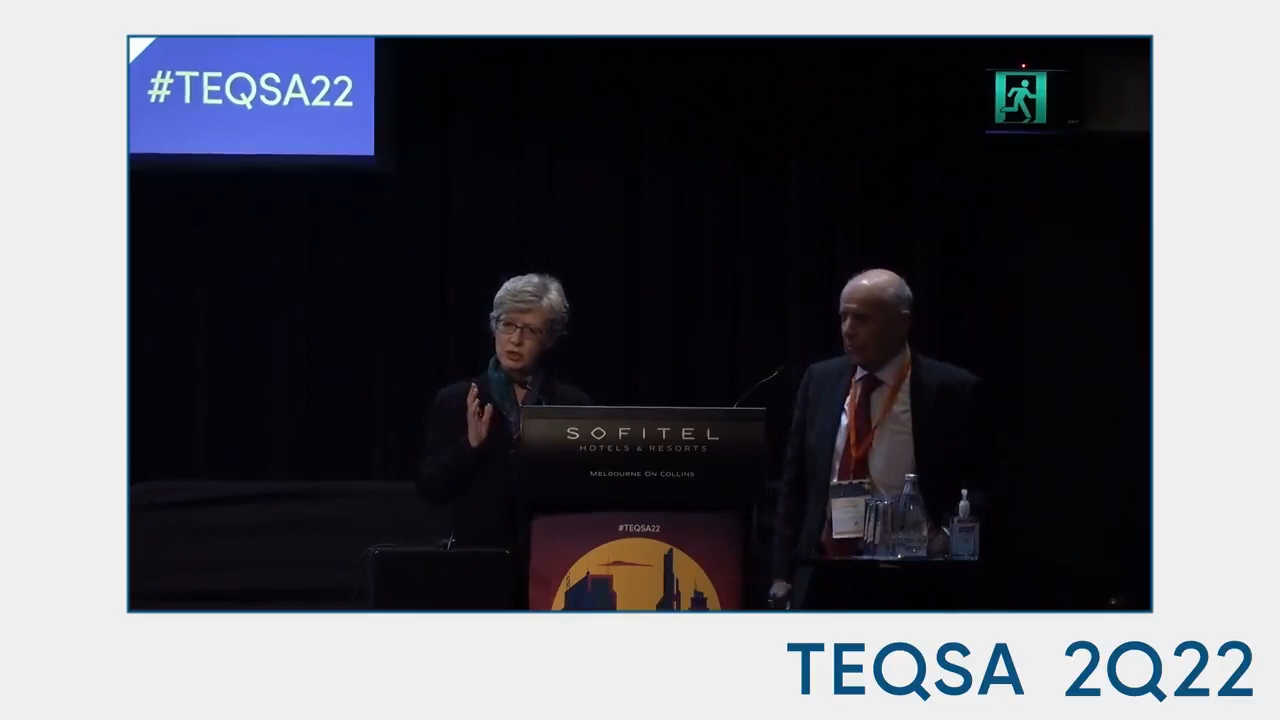 #TEQSA22
SOFITEL
HOTELS & RESORTS
MELBOURNE ON COLLINS
#TEQSA22
TEQSA 2Q22